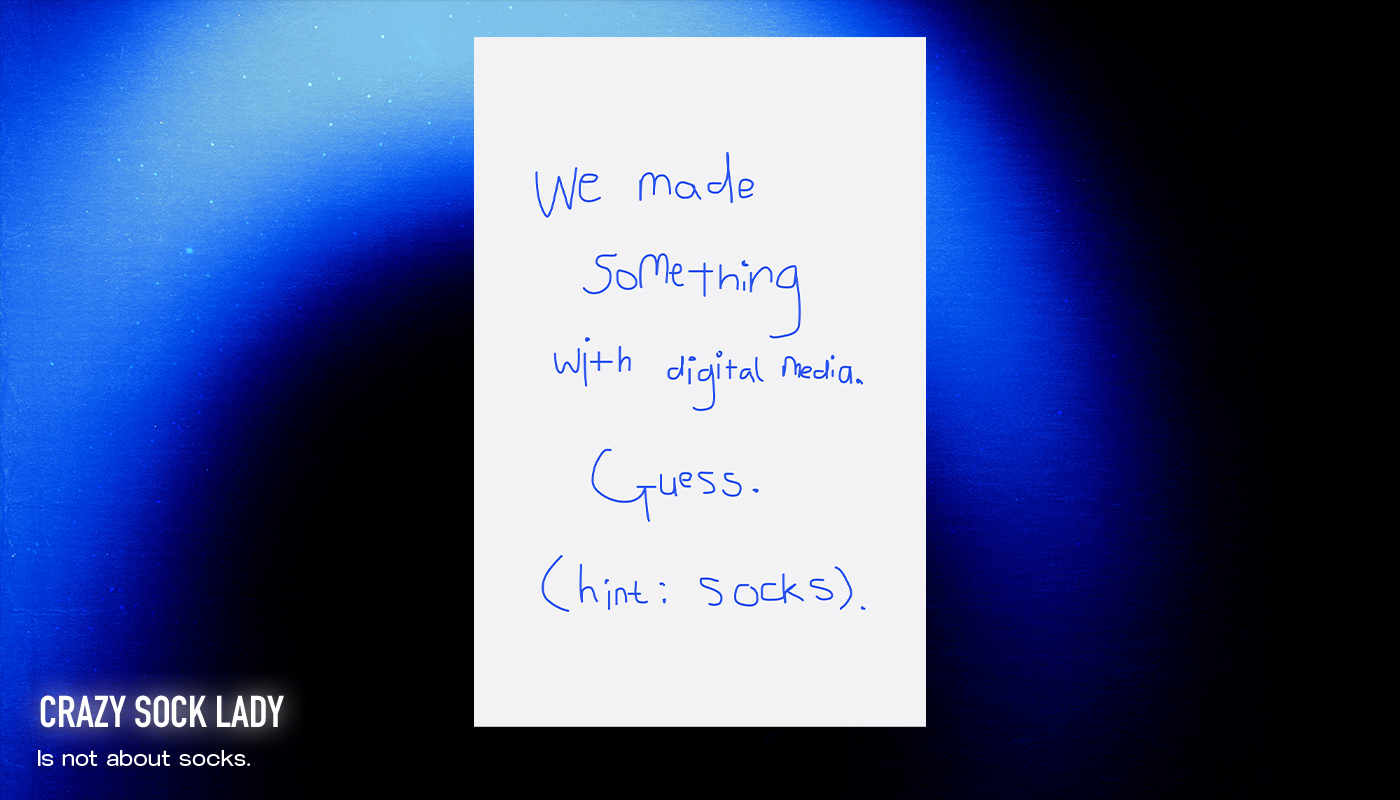 We made
something
with digital media.
Guess.
(hint: socks).
CRAZY SOCK LADY
Is not about socks.